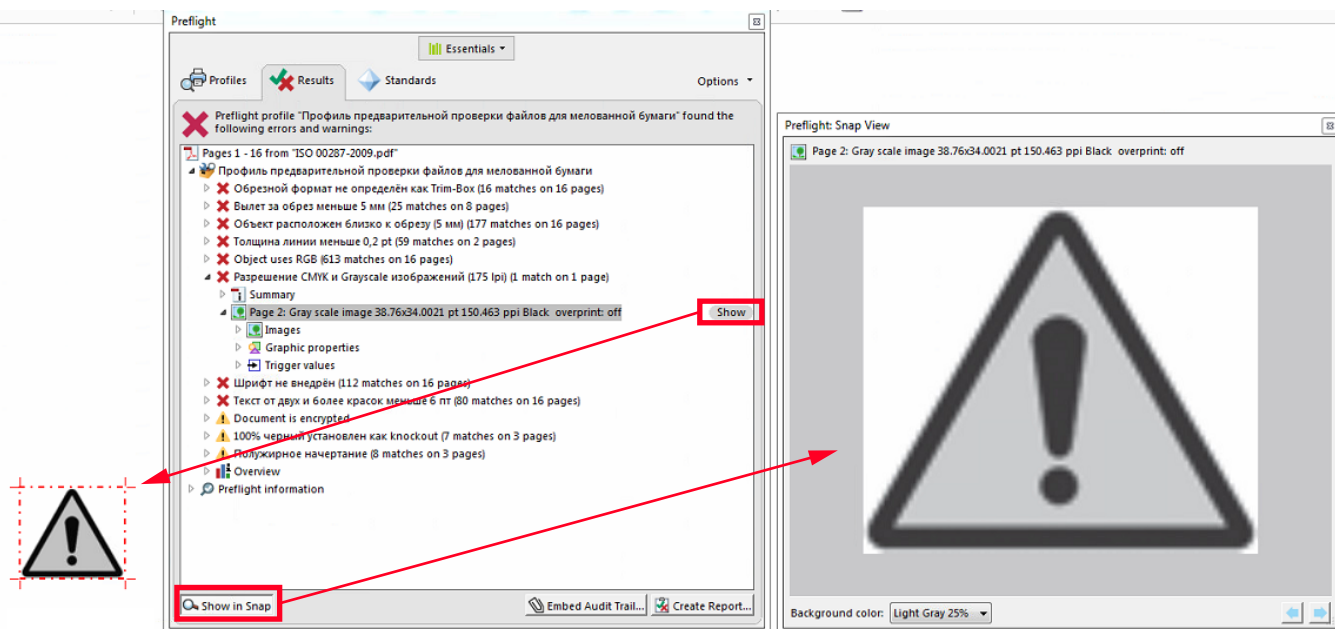 Preflight
Essentials
Profiles
Results
Standards
Options
Preflight profile "Профиль предварительной проверки файлов для мелованной бумаги" found the
following errors and warnings:
Pages 1 - 16 from "ISO 00287-2009.pdf"
Профиль предварительной проверки файлов для мелованной бумаги
Обрезной формат не определён как Trim-Box (16 matches on 16 pages)
Вылет за обрез меньше 5 мм (25 matches on 8 pages)
Объект расположен близко к обрезу (5 мм) (177 matches on 16 pages)
Толщина линии меньше 0,2 pt (59 matches on 2 pages)
Object uses RGB (613 matches on 16 pages)
Разрешение CMYK и Grayscale изображений (175 lpi) (1 match on 1 page)
Summary
Page 2: Gray scale image 38.76x34.0021 pt 150.463 ppi Black overprint: off
Show
Images
Graphic properties
Trigger values
Шрифт не внедрён (112 matches on 16 pages)
Текст от двух и более красок меньше 6 пт (80 matches on 16 pages)
Document is encrypted
100% черный установлен как knockout (7 matches on 3 pages)
Полужирное начертание (8 matches on 3 pages)
Overview
Preflight information
Show in Snap
Embed Audit Trail...
Create Report...
Preflight: Snap View
Page 2: Gray scale image 38.76x34.0021 pt 150.463 ppi Black overprint: off
Background color:
Light Gray 25%